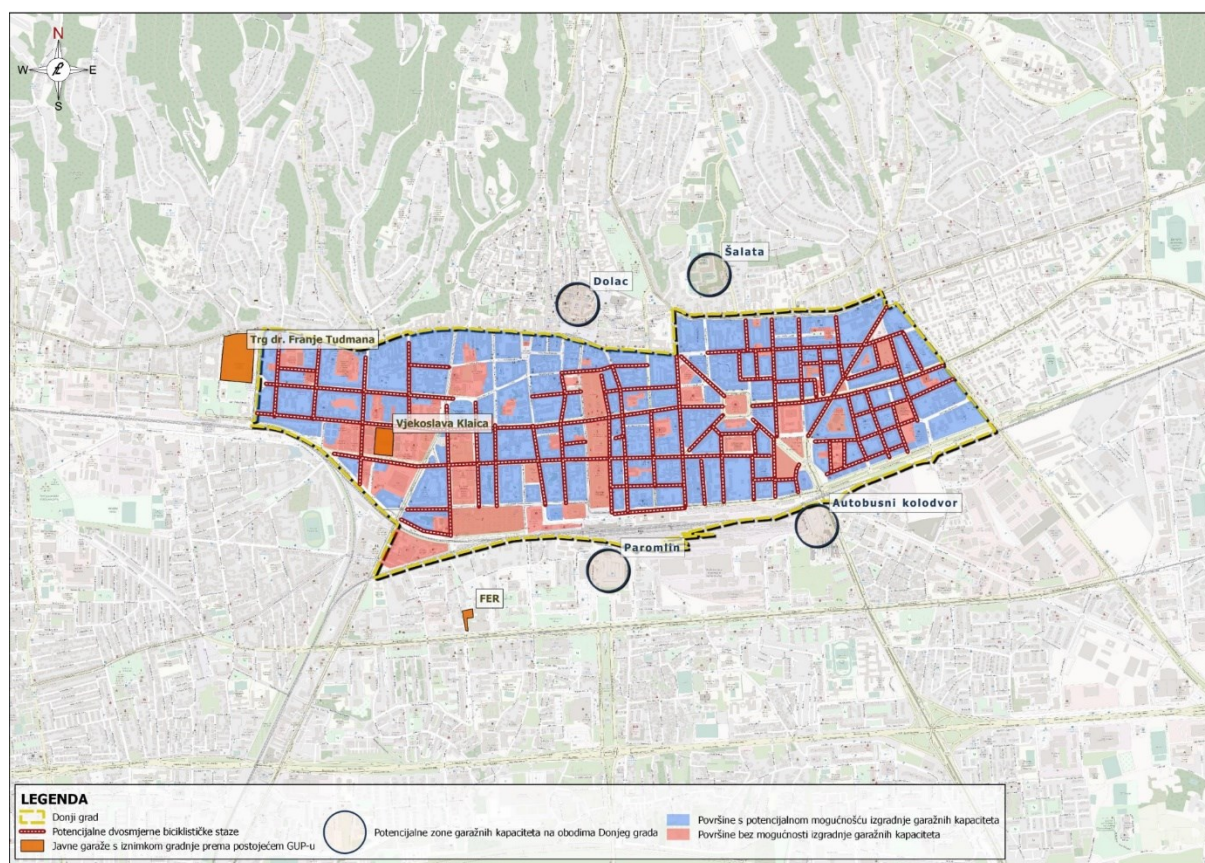 N
W
E
S
Šalata
Dolac
Trg dr. Franje Tuđmana
Vjekoslava Klaića
Autobusni kolodvor
Paromlin
FER
LEGENDA
Donji grad
Potencijalne dvosmjerne biciklističke staze
Javne garaže s iznimkom gradnje prema postojećem GUP-u
Potencijalne zone garažnih kapaciteta na obodima Donjeg grada
Površine s potencijalnom mogućnošću izgradnje garažnih kapaciteta
Površine bez mogućnosti izgradnje garažnih kapaciteta